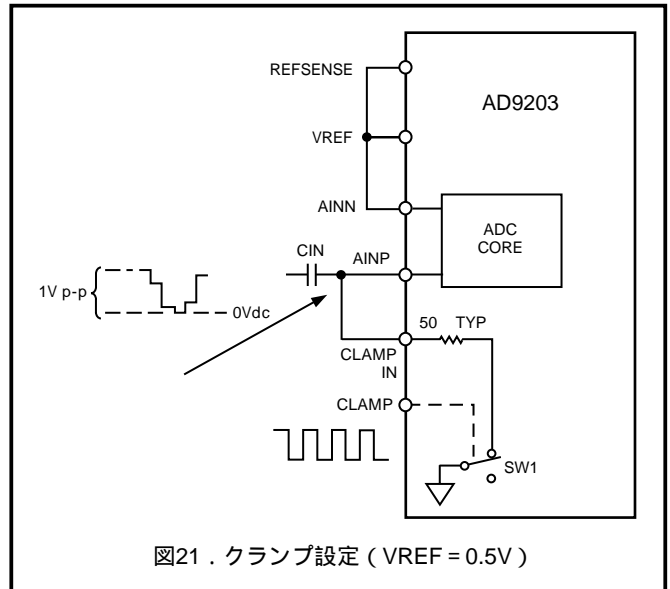 REFSENSE
AD9203
VREF
AINN
ADC
CORE
CIN
AINP
1V p-p
0Vdc
50 TYP
CLAMP
IN
CLAMP
SW1
図21．クランプ設定（VREF = 0.5V）